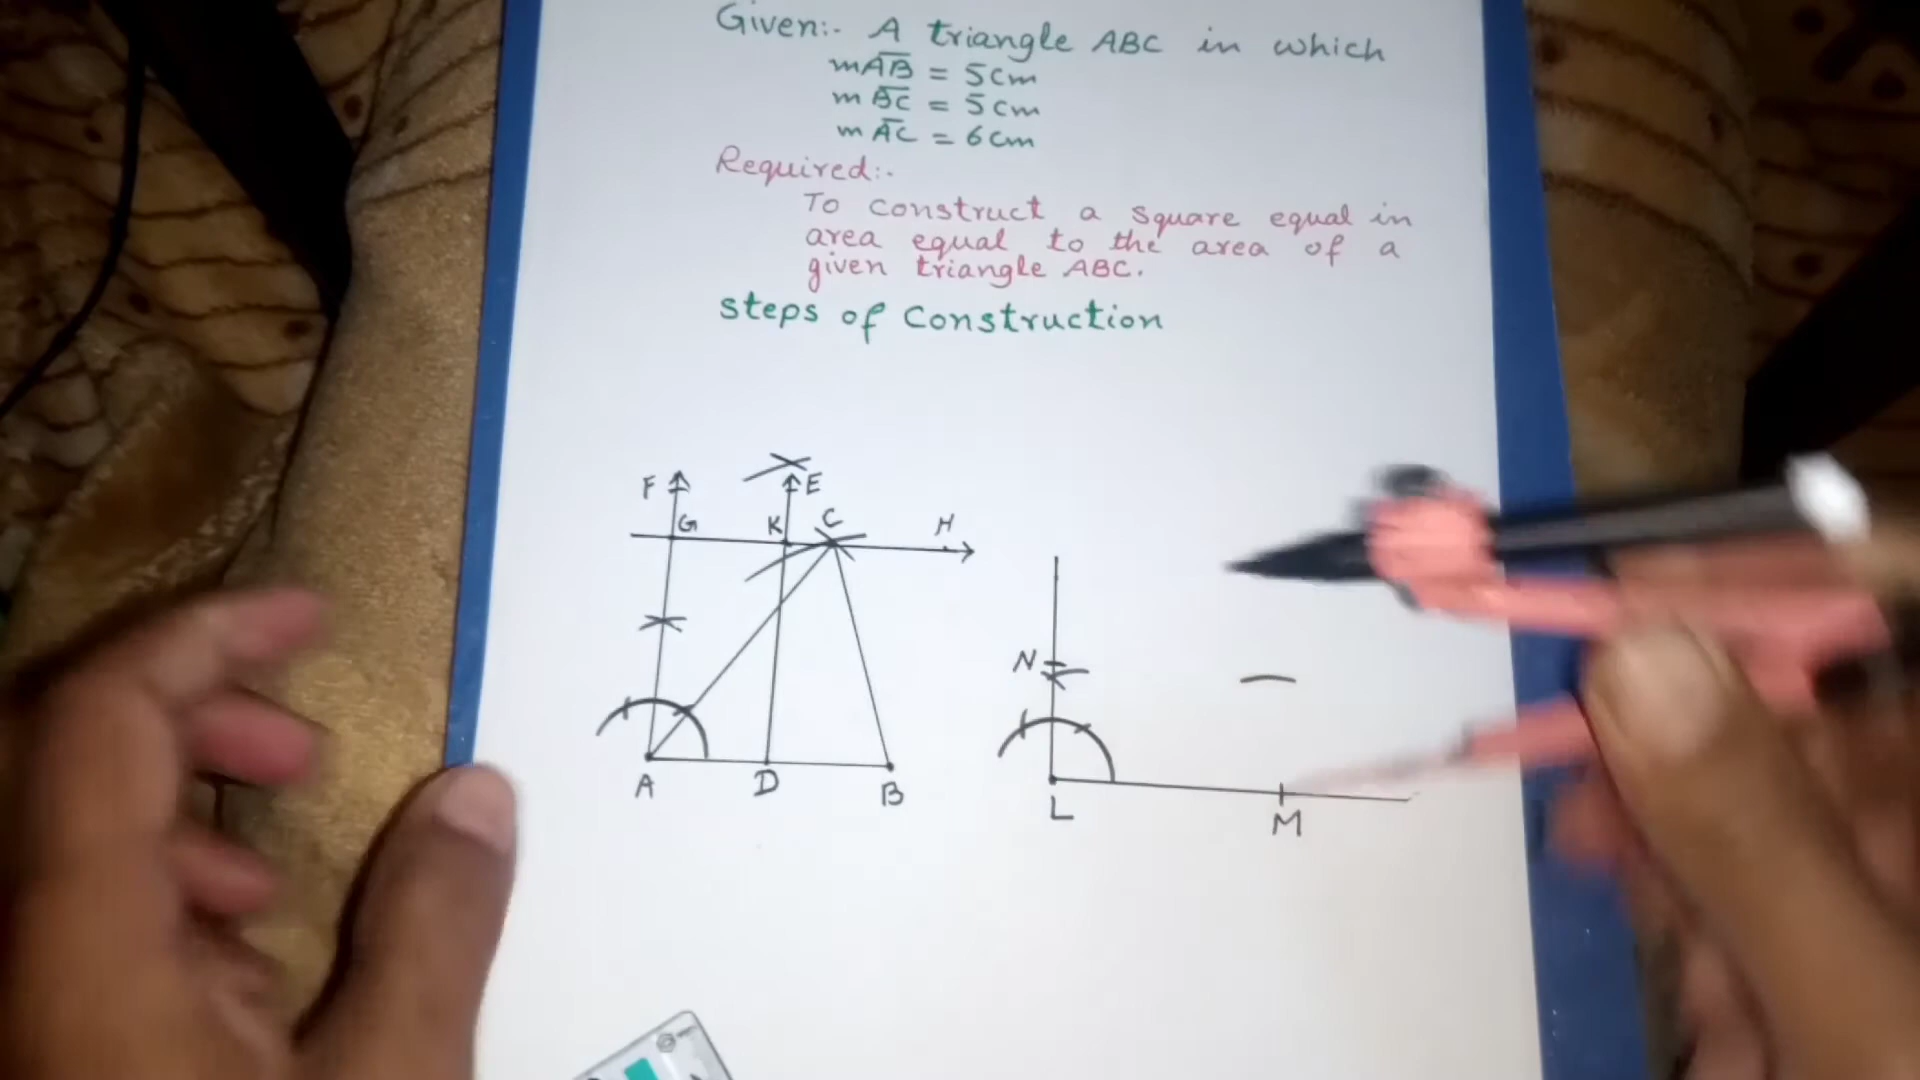 Given:- A triangle ABC in which
mAB = 5cm
mBC = 5cm
mAC = 6cm
Required:-
To construct a square equal in
area equal to the area of a
given triangle ABC.
Steps of Construction
F E
G K C H
N
A D B
L M